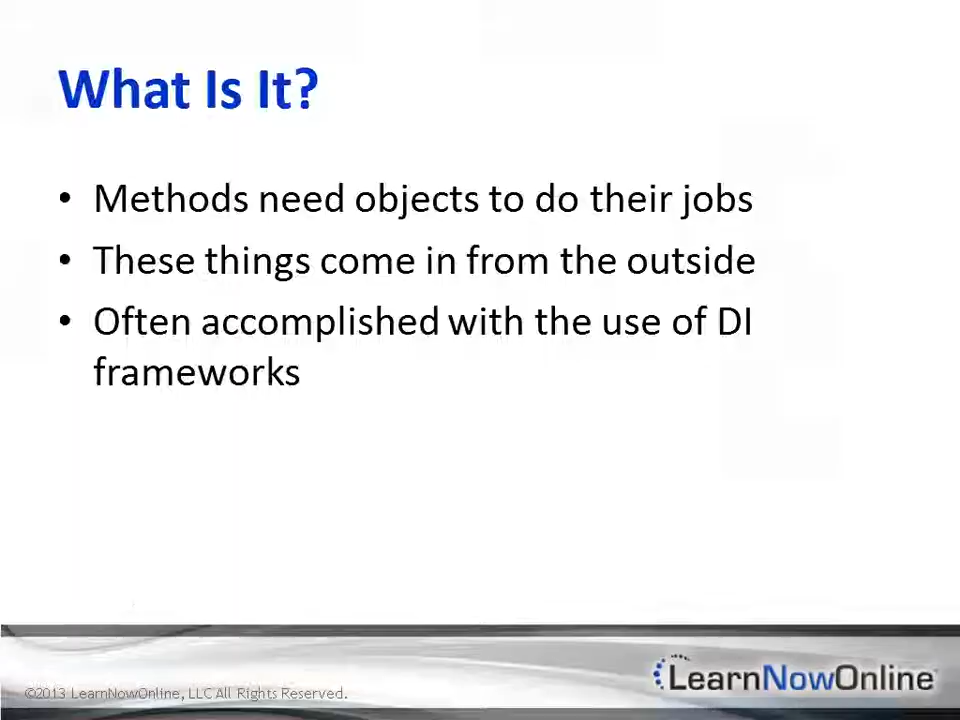 What Is It?
• Methods need objects to do their jobs
• These things come in from the outside
• Often accomplished with the use of DI
frameworks
©2013 LearnNowOnline, LLC All Rights Reserved.
LearnNowOnline